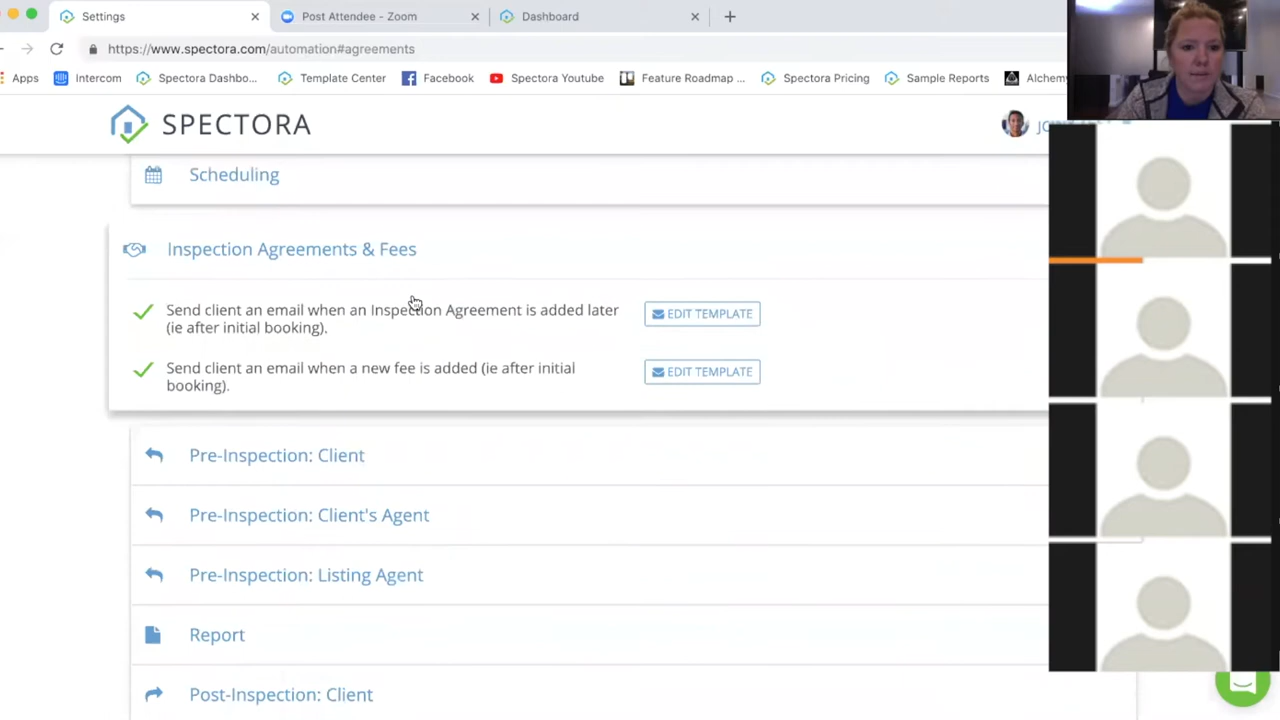 Settings
Post Attendee - Zoom
Dashboard
https://www.spectora.com/automation#agreements
Apps
Intercom
Spectora Dashbo...
Template Center
Facebook
Spectora Youtube
Feature Roadmap ...
Spectora Pricing
Sample Reports
Alchemy
SPECTORA
Scheduling
Inspection Agreements & Fees
Send client an email when an Inspection Agreement is added later
(ie after initial booking).
EDIT TEMPLATE
Send client an email when a new fee is added (ie after initial
booking).
EDIT TEMPLATE
Pre-Inspection: Client
Pre-Inspection: Client's Agent
Pre-Inspection: Listing Agent
Report
Post-Inspection: Client